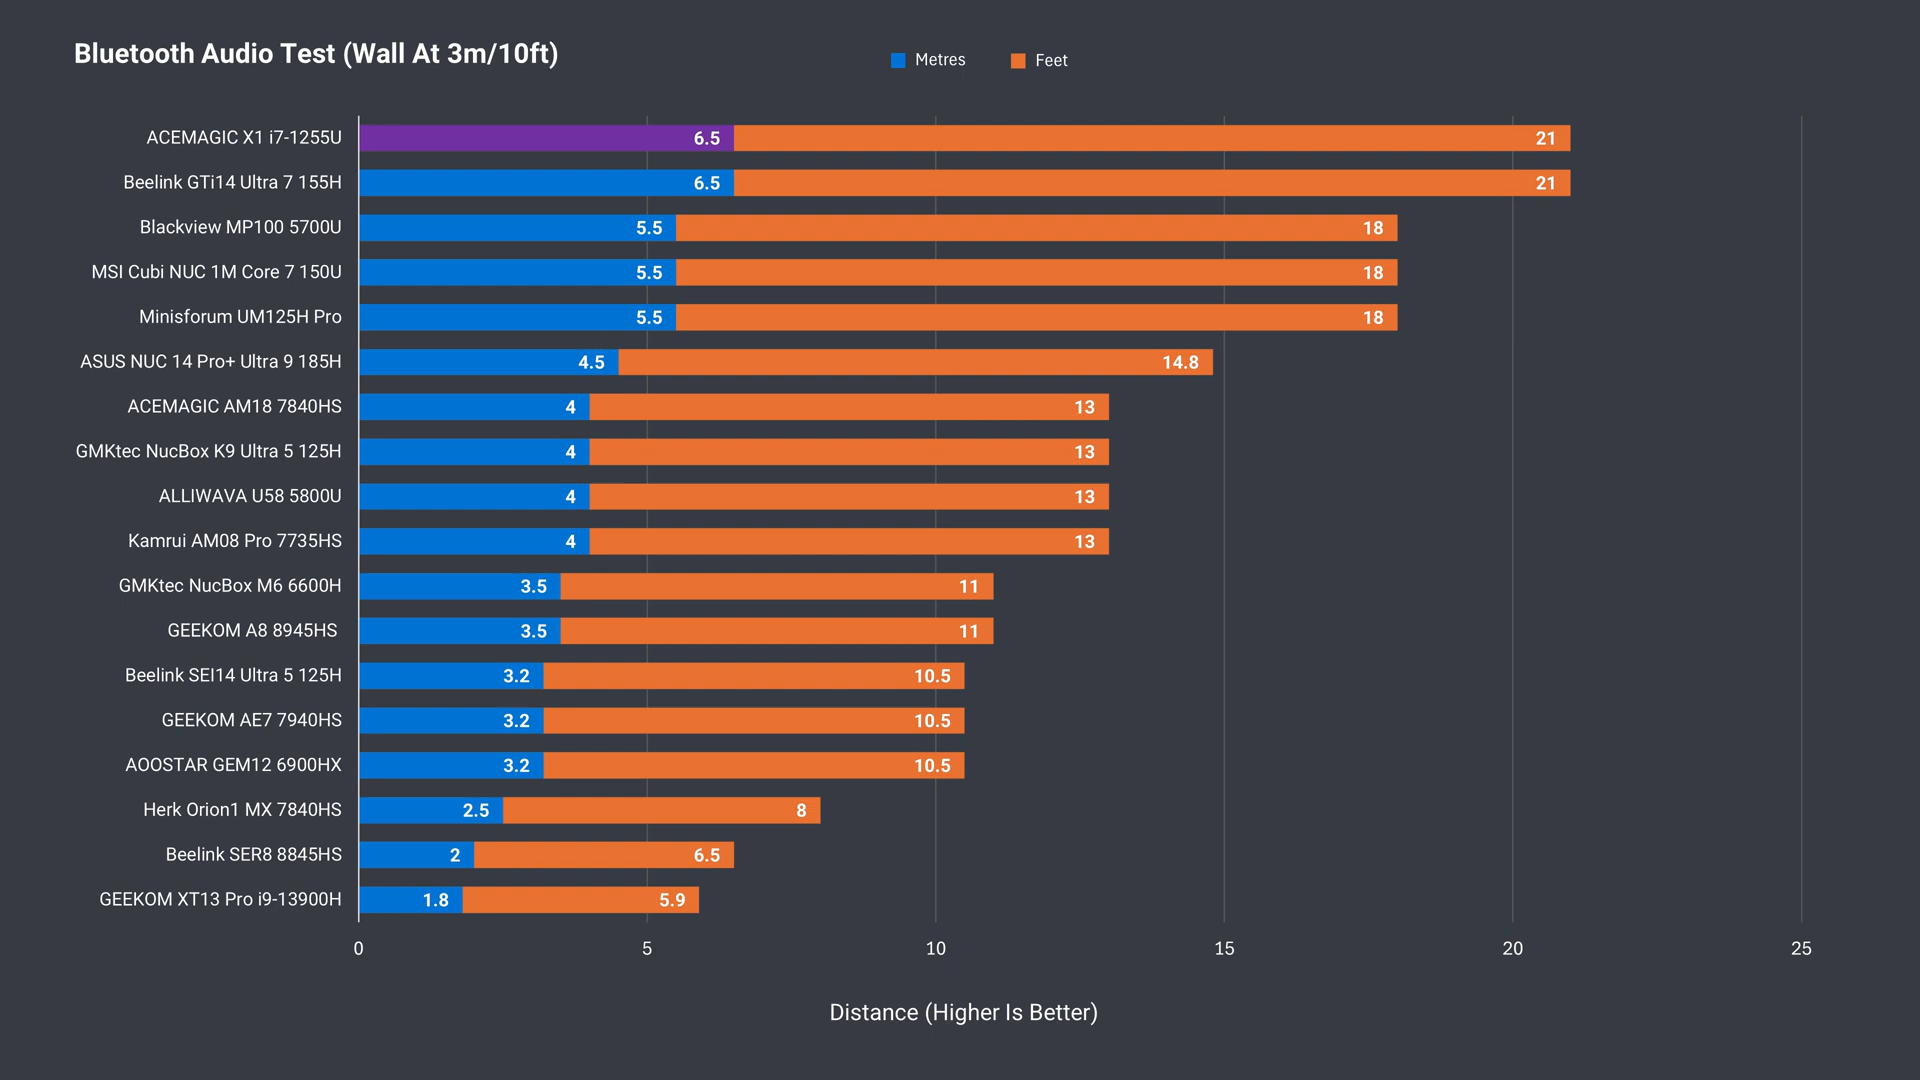 Bluetooth Audio Test (Wall At 3m/10ft)
Metres Feet
ACEMAGIC X1 i7-1255U 6.5 21
Beelink GTi14 Ultra 7 155H 6.5 21
Blackview MP100 5700U 5.5 18
MSI Cubi NUC 1M Core 7 150U 5.5 18
Minisforum UM125H Pro 5.5 18
ASUS NUC 14 Pro+ Ultra 9 185H 4.5 14.8
ACEMAGIC AM18 7840HS 4 13
GMKtec NucBox K9 Ultra 5 125H 4 13
ALLIWAVA U58 5800U 4 13
Kamrui AM08 Pro 7735HS 4 13
GMKtec NucBox M6 6600H 3.5 11
GEEKOM A8 8945HS 3.5 11
Beelink SEI14 Ultra 5 125H 3.2 10.5
GEEKOM AE7 7940HS 3.2 10.5
AOOSTAR GEM12 6900HX 3.2 10.5
Herk Orion1 MX 7840HS 2.5 8
Beelink SER8 8845HS 2 6.5
GEEKOM XT13 Pro i9-13900H 1.8 5.9
0 5 10 15 20 25
Distance (Higher Is Better)